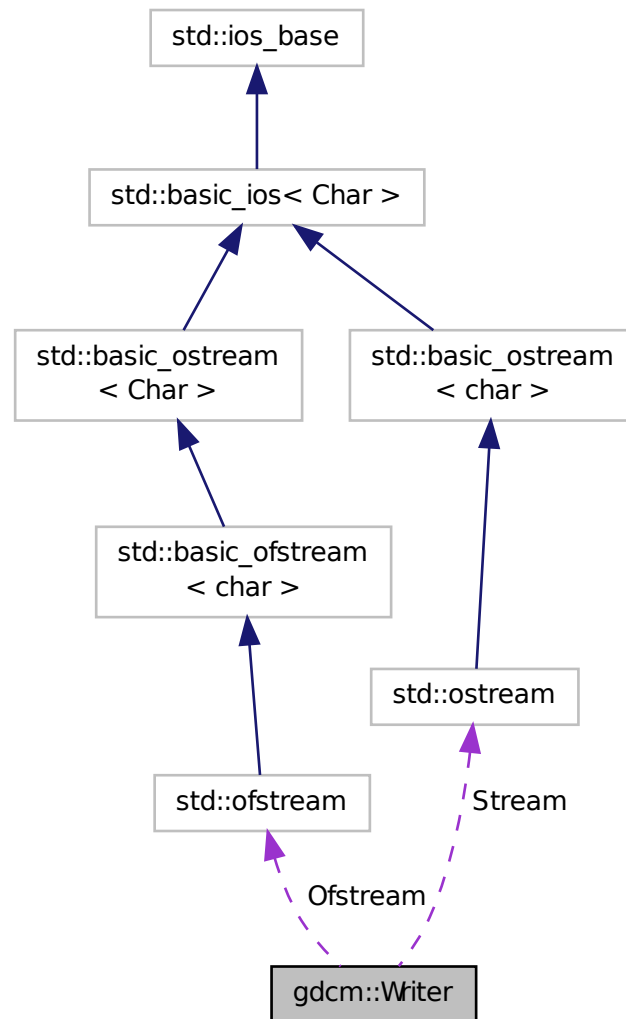 std::ios_base
std::basic_ios< Char >
std::basic_ostream
< Char >
std::basic_ostream
< char >
std::basic_ofstream
< char >
std::ostream
std::ofstream
Stream
Ofstream
gdcm::Writer